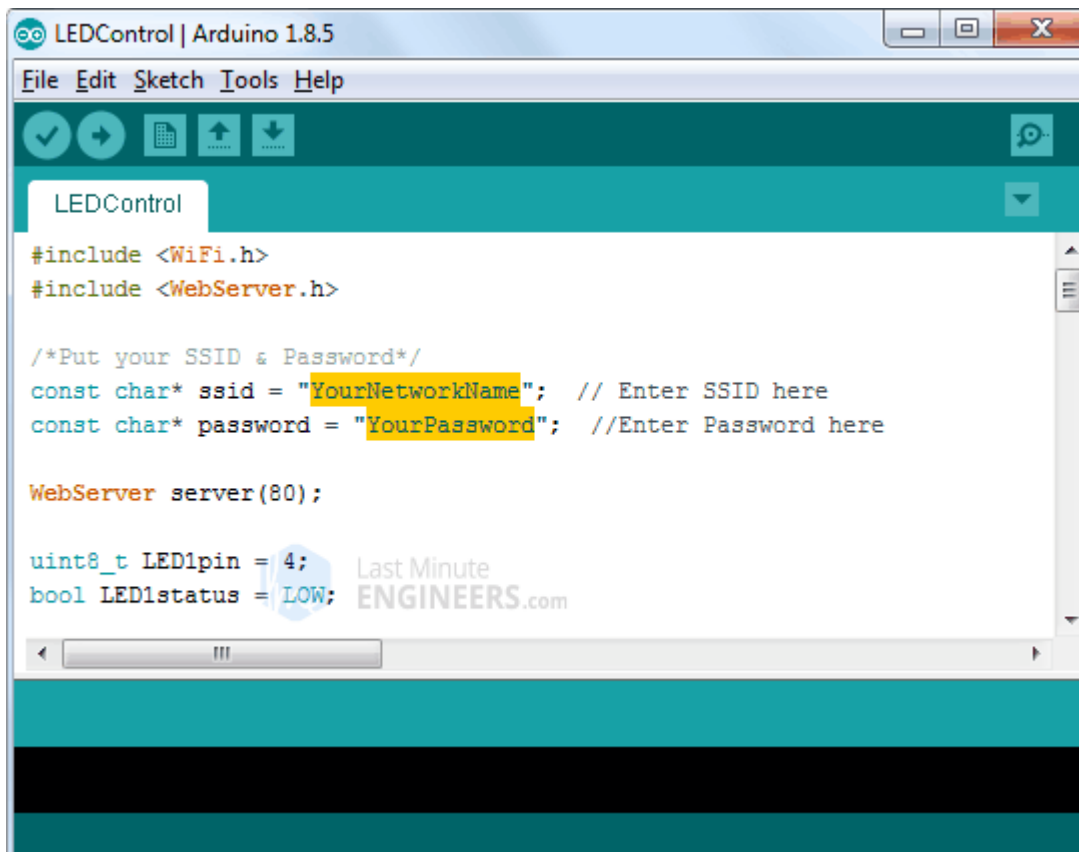 LEDControl | Arduino 1.8.5
File Edit Sketch Tools Help
LEDControl
#include <WiFi.h>
#include <WebServer.h>
/*Put your SSID & Password*/
const char* ssid = "YourNetworkName";  // Enter SSID here
const char* password = "YourPassword";  //Enter Password here
WebServer server(80);
uint8_t LED1pin = 4;
bool LED1status = LOW;
Last Minute
ENGINEERS.com